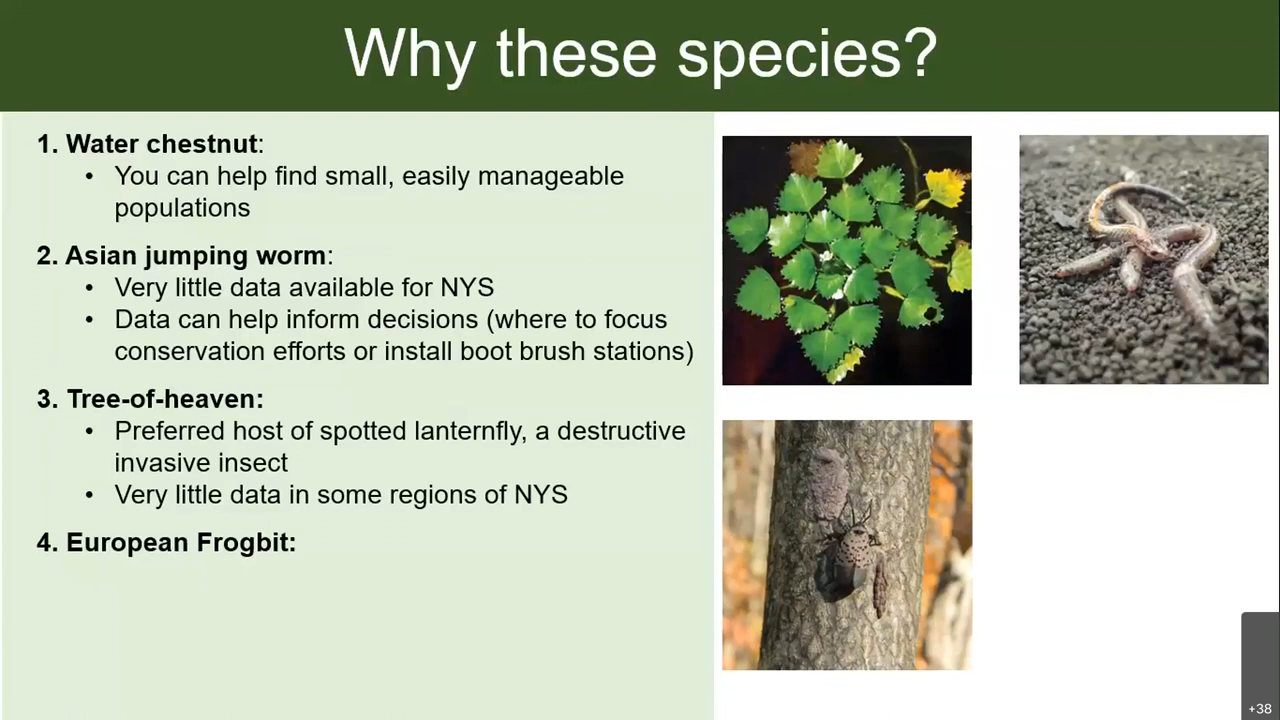 Why these species?
1. Water chestnut:
• You can help find small, easily manageable
populations
2. Asian jumping worm:
• Very little data available for NYS
• Data can help inform decisions (where to focus
conservation efforts or install boot brush stations)
3. Tree-of-heaven:
• Preferred host of spotted lanternfly, a destructive
invasive insect
• Very little data in some regions of NYS
4. European Frogbit:
+38